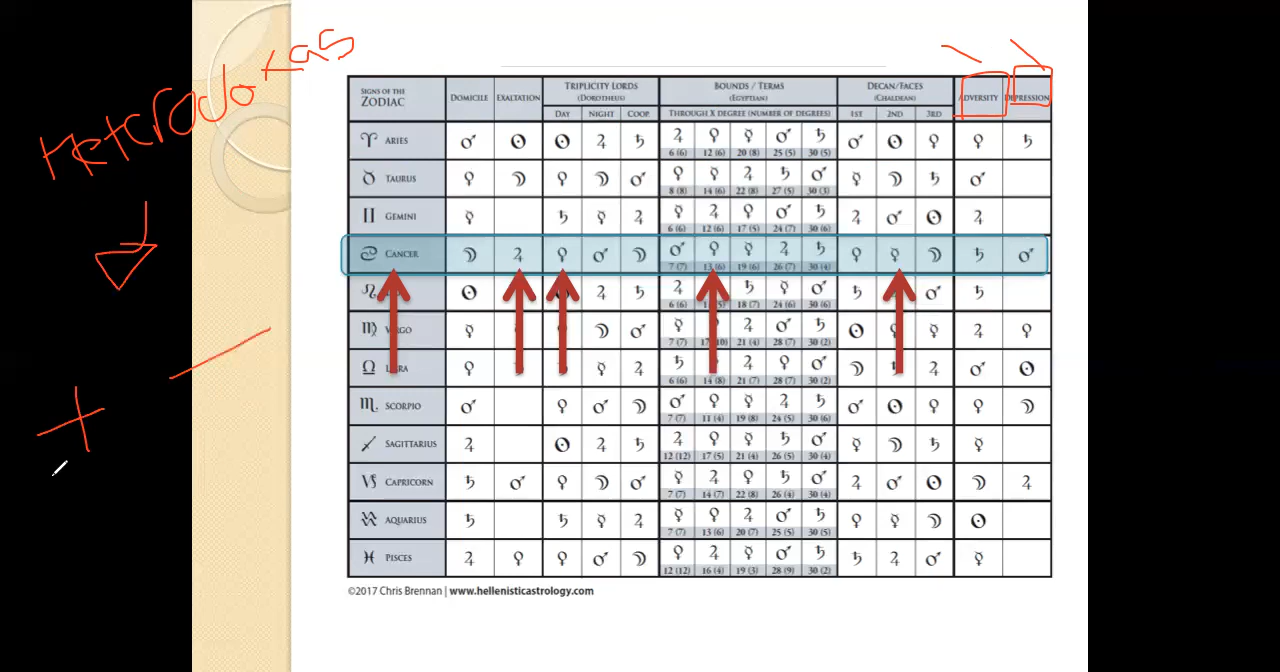 Heterodoxas
SIGNS OF THE ZODIAC DOMICILE EXALTATION TRIPLICITY LORDS (DOROTHEUS) BOUNDS / TERMS (EGYPTIAN) DECAN/FACES (CHALDEAN) ADVERSITY DEPRESSION
DAY NIGHT COOP. THROUGH X DEGREE (NUMBER OF DEGREES) 1ST 2ND 3RD
♈ ARIES ♂ ☉ ☉ ♃ ♄ ♃ ♀ ☿ ♂ ♄ ♂ ☉ ♀ ♀ ♄
6 (6) 12 (6) 20 (8) 25 (5) 30 (5)
♉ TAURUS ♀ ☽ ♀ ☽ ♂ ♀ ☿ ♃ ♄ ♂ ☿ ☽ ♄ ♂
8 (8) 14 (6) 22 (8) 27 (5) 30 (3)
♊ GEMINI ☿ ♄ ☿ ♃ ☿ ♃ ♀ ♂ ♄ ♃ ♂ ☉ ♃
6 (6) 12 (6) 17 (5) 24 (7) 30 (6)
♋ CANCER ☽ ♃ ♀ ♂ ☽ ♂ ♀ ☿ ♃ ♄ ♀ ☿ ☽ ♄ ♂
7 (7) 13 (6) 19 (6) 26 (7) 30 (4)
♌ ☉ ♃ ♄ ♃ ♄ ☿ ♂ ♄ ♂ ♄
6 (6) 18 (7) 24 (6) 30 (6)
♍ VIRGO ☿ ☽ ♂ ☿ ♃ ♂ ♄ ☉ ☿ ♃ ♀
7 (7) 21 (4) 28 (7) 30 (2)
♎ LIBRA ♀ ☿ ♃ ♄ ♃ ♀ ♂ ☽ ♃ ♂ ☉
6 (6) 14 (8) 21 (7) 28 (7) 30 (2)
♏ SCORPIO ♂ ♀ ♂ ☽ ♂ ♀ ☿ ♃ ♄ ♂ ☉ ♀ ♀ ☽
7 (7) 11 (4) 19 (8) 24 (5) 30 (6)
♐ SAGITTARIUS ♃ ☉ ♃ ♄ ♃ ♀ ☿ ♄ ♂ ☿ ☽ ♄ ☿
12 (12) 17 (5) 21 (4) 26 (5) 30 (4)
♑ CAPRICORN ♄ ♂ ♀ ☽ ♂ ☿ ♃ ♀ ♄ ♂ ♃ ♂ ☉ ☽ ♃
7 (7) 14 (7) 22 (8) 26 (4) 30 (4)
♒ AQUARIUS ♄ ♄ ☿ ♃ ☿ ♀ ♃ ♂ ♄ ♀ ☿ ☽ ☉
7 (7) 13 (6) 20 (7) 25 (5) 30 (5)
♓ PISCES ♃ ♀ ♀ ♂ ☽ ♀ ♃ ☿ ♂ ♄ ♄ ♃ ♂ ☿
12 (12) 16 (4) 19 (3) 28 (9) 30 (2)
©2017 Chris Brennan | www.hellenisticastrology.com